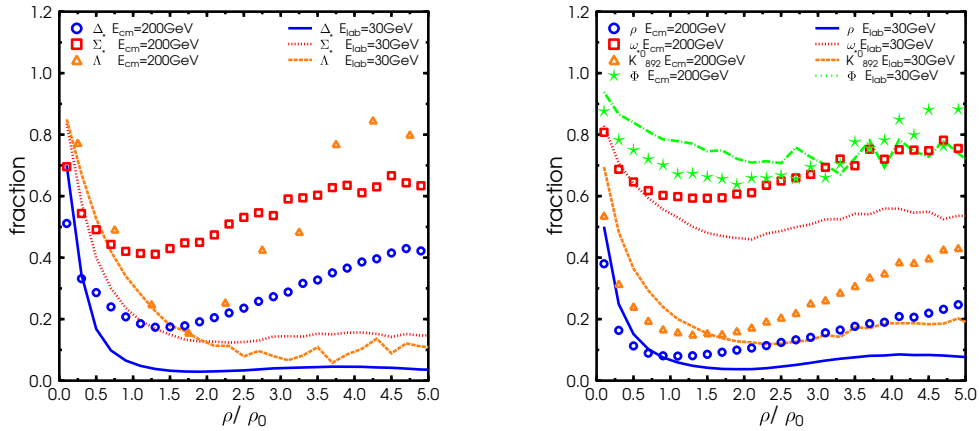 fraction
1.2
1.0
0.8
0.6
0.4
0.2
0.0
0.0 0.5 1.0 1.5 2.0 2.5 3.0 3.5 4.0 4.5 5.0
ρ/ ρ0
Δ* Ecm=200GeV
Σ* Ecm=200GeV
Λ* Ecm=200GeV
Δ* Elab=30GeV
Σ* Elab=30GeV
Λ* Elab=30GeV
fraction
1.2
1.0
0.8
0.6
0.4
0.2
0.0
0.0 0.5 1.0 1.5 2.0 2.5 3.0 3.5 4.0 4.5 5.0
ρ/ ρ0
ρ Ecm=200GeV
ω Ecm=200GeV
K*0 892 Ecm=200GeV
Φ Ecm=200GeV
ρ Elab=30GeV
ω Elab=30GeV
K*0 892 Elab=30GeV
Φ Elab=30GeV